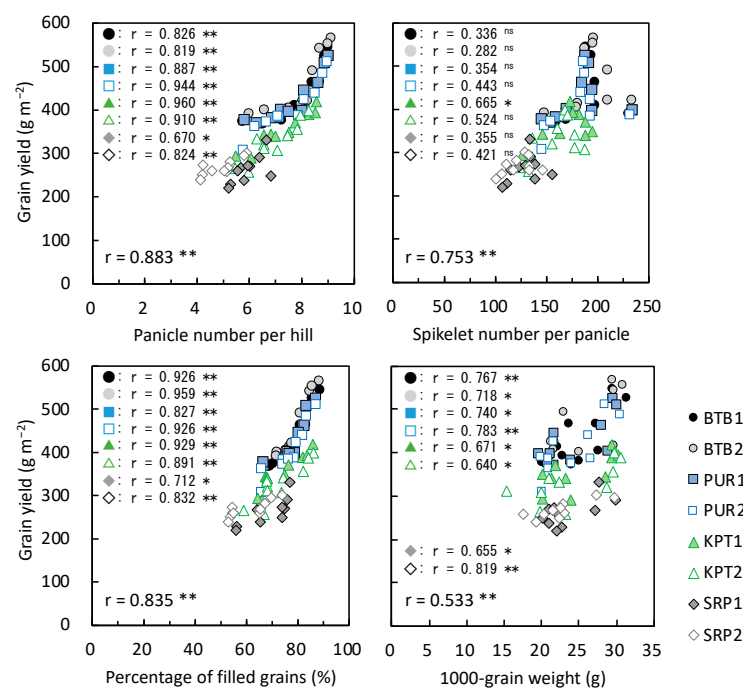 Grain yield (g m⁻²)
600
500
400
300
200
100
0
: r = 0.826 **
: r = 0.819 **
: r = 0.887 **
: r = 0.944 **
: r = 0.960 **
: r = 0.910 **
: r = 0.670 *
: r = 0.824 **
r = 0.883 **
0 2 4 6 8 10
Panicle number per hill
: r = 0.336 ns
: r = 0.282 ns
: r = 0.354 ns
: r = 0.443 ns
: r = 0.665 *
: r = 0.524 ns
: r = 0.355 ns
: r = 0.421 ns
r = 0.753 **
0 50 100 150 200 250
Spikelet number per panicle
Grain yield (g m⁻²)
600
500
400
300
200
100
0
: r = 0.926 **
: r = 0.959 **
: r = 0.827 **
: r = 0.926 **
: r = 0.929 **
: r = 0.891 **
: r = 0.712 *
: r = 0.832 **
r = 0.835 **
0 20 40 60 80 100
Percentage of filled grains (%)
: r = 0.767 **
: r = 0.718 *
: r = 0.740 *
: r = 0.783 **
: r = 0.671 *
: r = 0.640 *
: r = 0.655 *
: r = 0.819 **
r = 0.533 **
0 5 10 15 20 25 30 35
1000-grain weight (g)
BTB1
BTB2
PUR1
PUR2
KPT1
KPT2
SRP1
SRP2